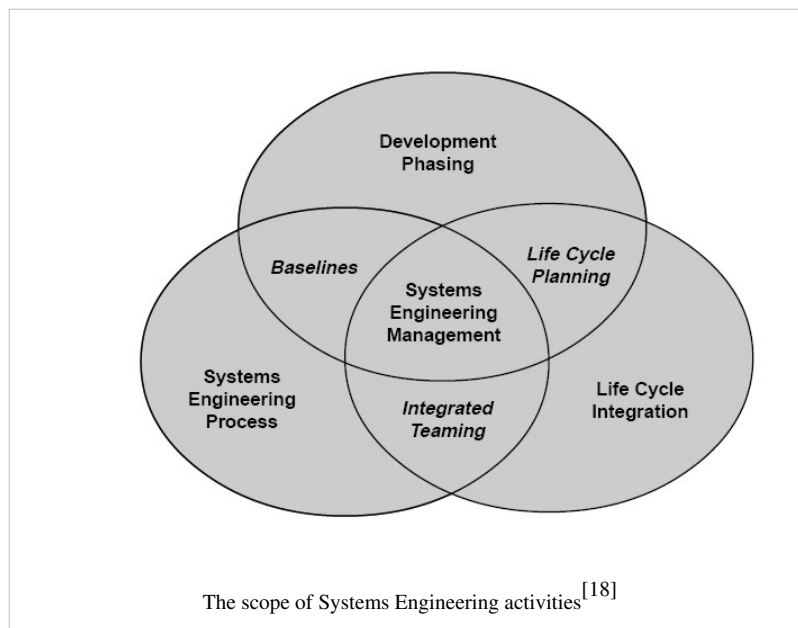 Development
Phasing
Baselines
Life Cycle
Planning
Systems
Engineering
Management
Systems
Engineering
Process
Integrated
Teaming
Life Cycle
Integration
The scope of Systems Engineering activities[18]